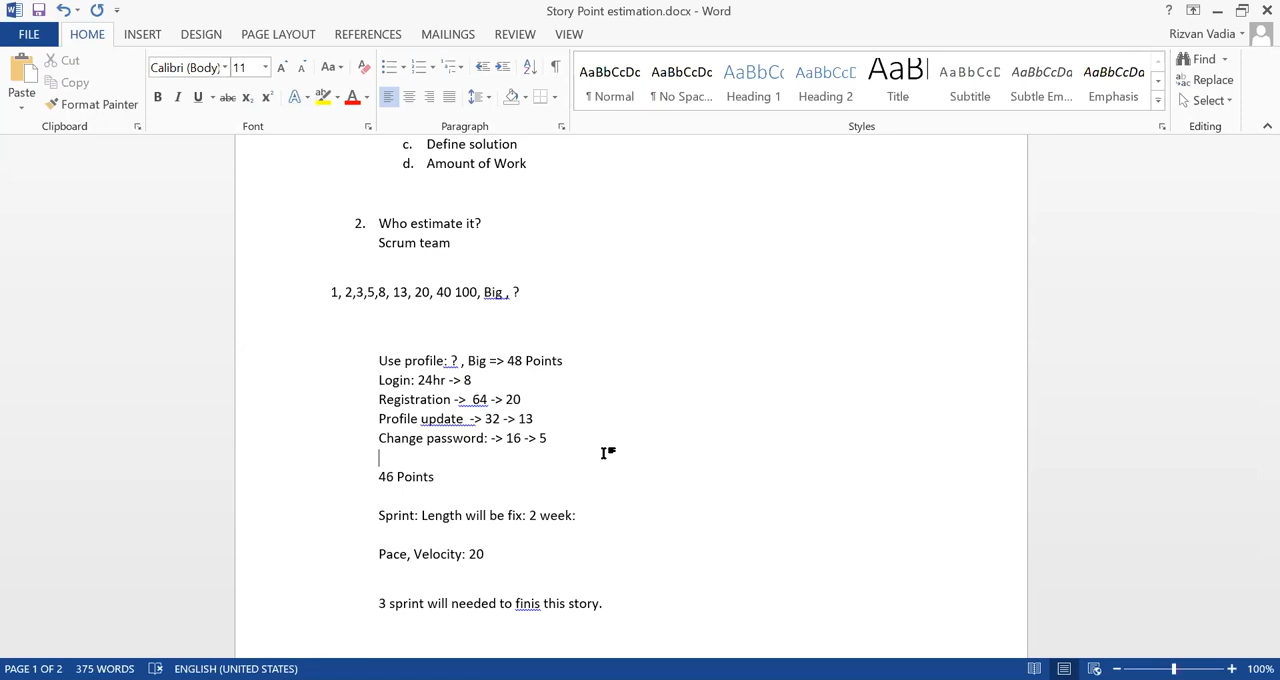 Story Point estimation.docx - Word
?
FILE HOME INSERT DESIGN PAGE LAYOUT REFERENCES MAILINGS REVIEW VIEW Rizvan Vadia
Paste
Cut
Copy
Format Painter
Clipboard
Calibri (Body) 11
Font
Paragraph
AaBbCcDc AaBbCcDc AaBbC AaBbCcD AaBb AaBbCcD AaBbCcDa AaBbCcDa
¶ Normal ¶ No Spac... Heading 1 Heading 2 Title Subtitle Subtle Em... Emphasis
Styles
Find
Replace
Select
Editing
c. Define solution
d. Amount of Work
2. Who estimate it?
Scrum team
1, 2,3,5,8, 13, 20, 40 100, Big , ?
Use profile: ? , Big => 48 Points
Login: 24hr -> 8
Registration -> 64 -> 20
Profile update -> 32 -> 13
Change password: -> 16 -> 5
46 Points
Sprint: Length will be fix: 2 week:
Pace, Velocity: 20
3 sprint will needed to finis this story.
PAGE 1 OF 2 375 WORDS ENGLISH (UNITED STATES) 100%